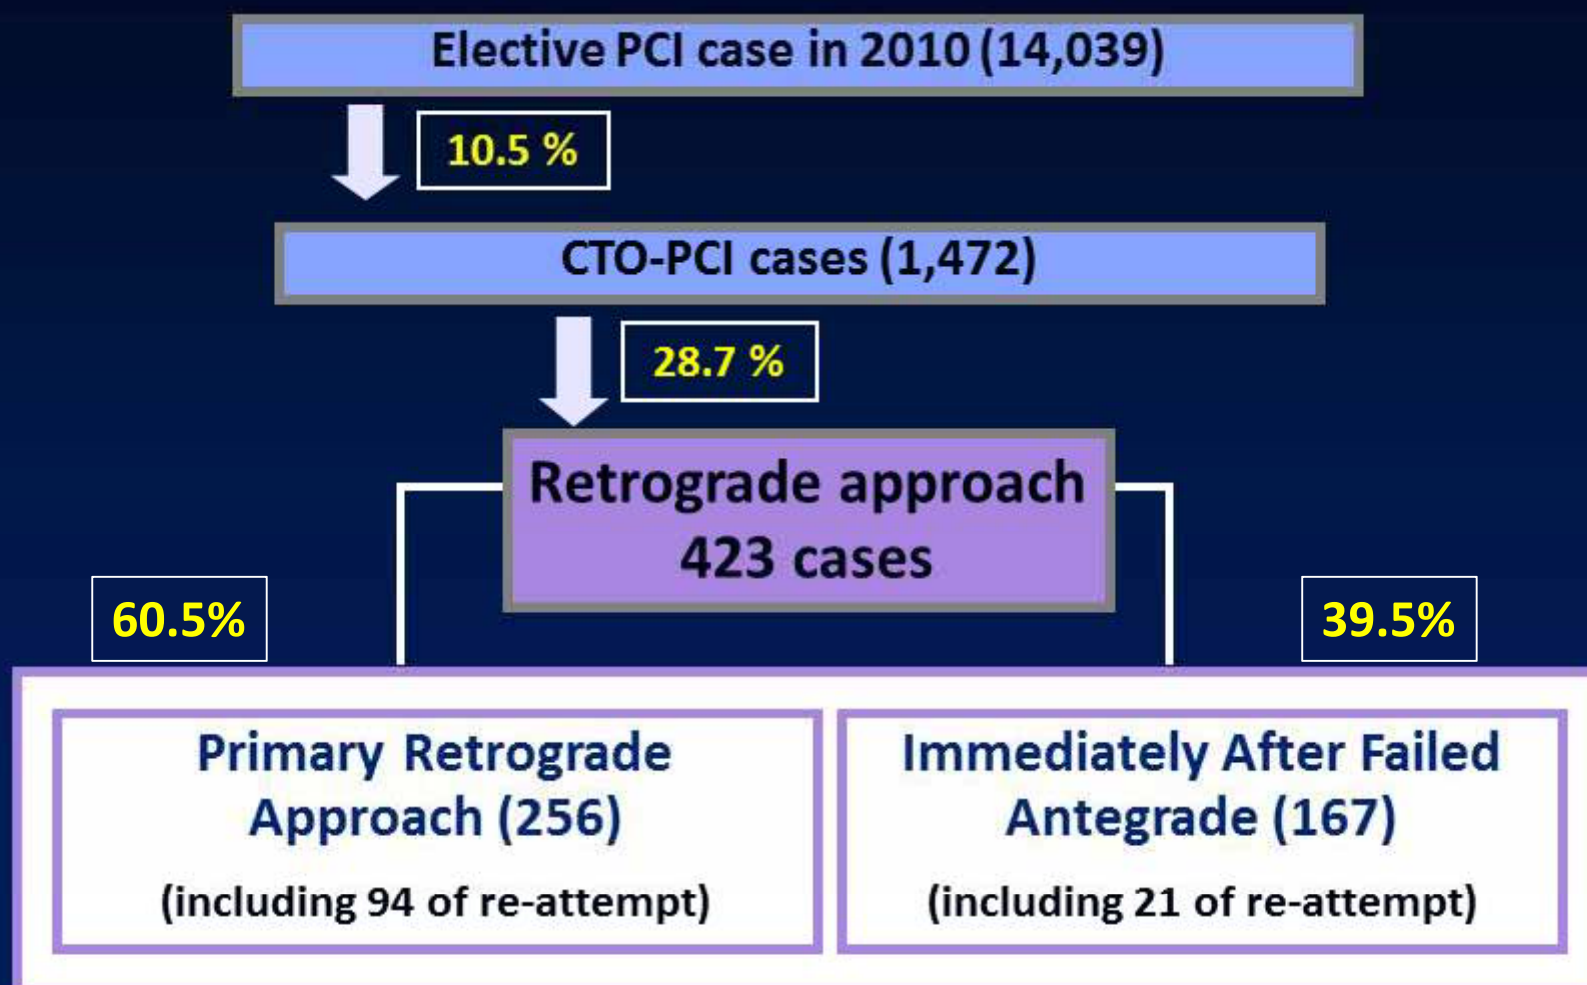 Elective PCI case in 2010 (14,039)
10.5 %
CTO-PCI cases (1,472)
28.7 %
Retrograde approach
423 cases
60.5%
39.5%
Primary Retrograde
Approach (256)
(including 94 of re-attempt)
Immediately After Failed
Antegrade (167)
(including 21 of re-attempt)